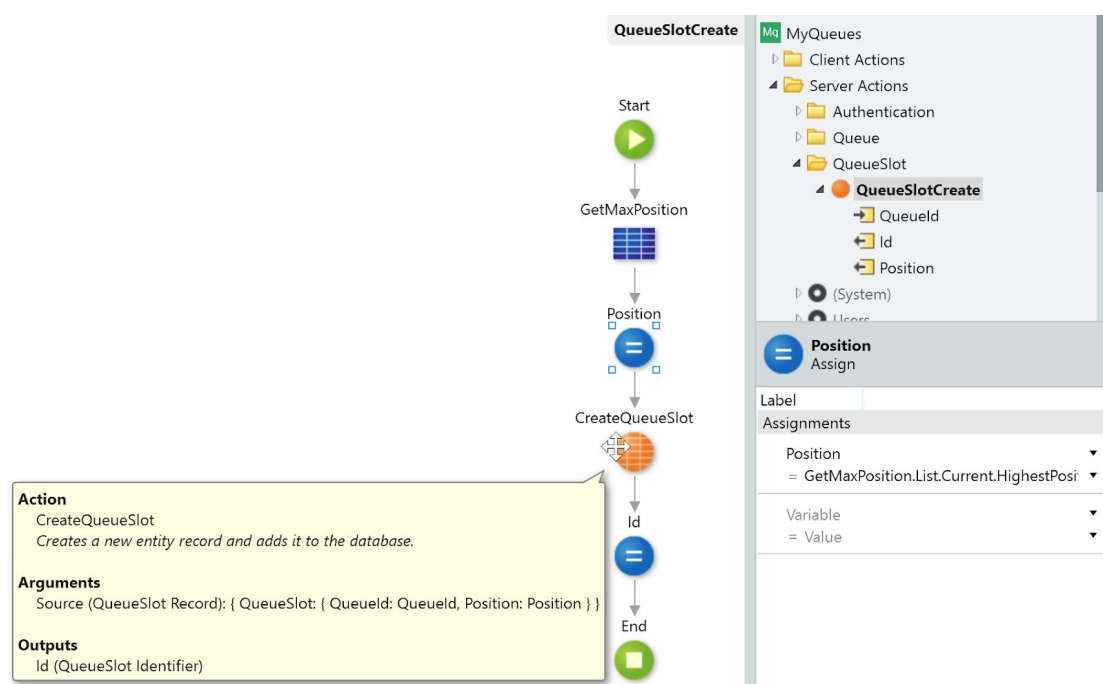 QueueSlotCreate
Start
GetMaxPosition
Position
CreateQueueSlot
Action
CreateQueueSlot
Creates a new entity record and adds it to the database.
Arguments
Source (QueueSlot Record): { QueueSlot: { QueueId: QueueId, Position: Position } }
Outputs
Id (QueueSlot Identifier)
Id
End
Mq MyQueues
Client Actions
Server Actions
Authentication
Queue
QueueSlot
QueueSlotCreate
QueueId
Id
Position
(System)
Users
Position
Assign
Label
Assignments
Position
= GetMaxPosition.List.Current.HighestPosi
Variable
= Value